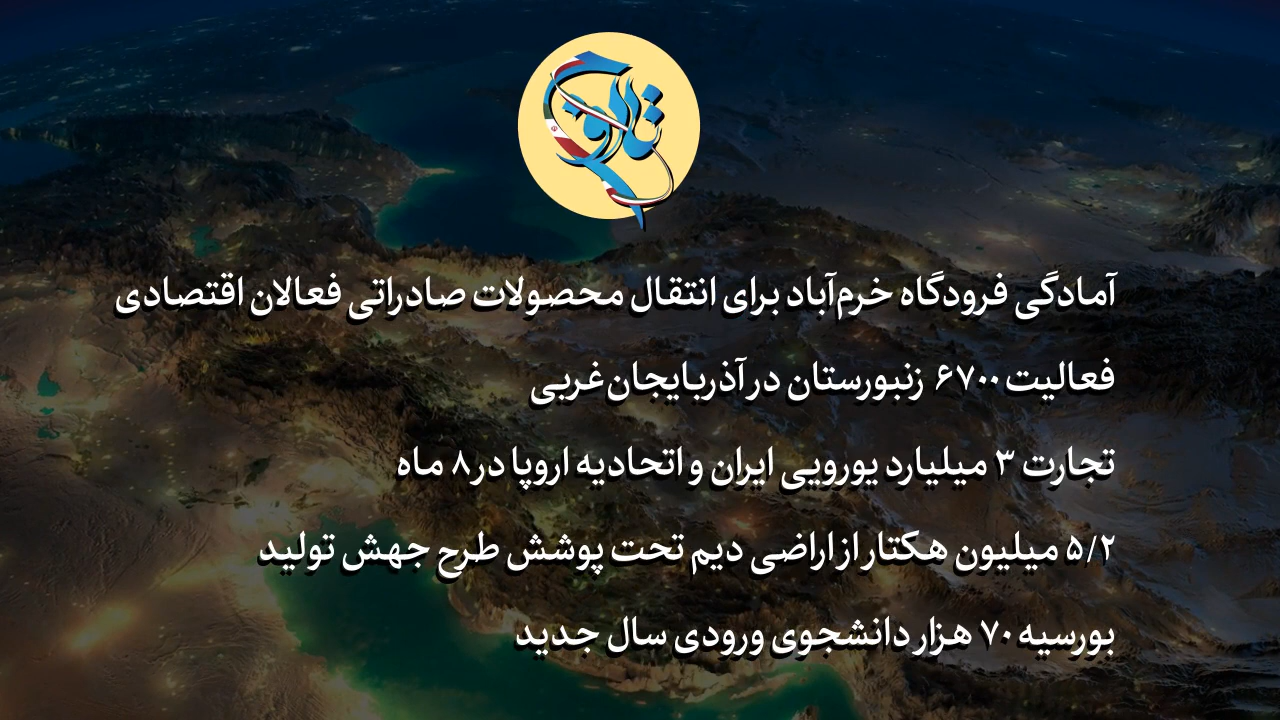 تا افق
آمادگی فرودگاه خرم‌آباد برای انتقال محصولات صادراتی فعالان اقتصادی
فعالیت ۶۷۰۰ زنبورستان در آذربایجان‌غربی
تجارت ۳ میلیارد یورویی ایران و اتحادیه اروپا در ۸ ماه
۵/۲ میلیون هکتار از اراضی دیم تحت پوشش طرح جهش تولید
بورسیه ۷۰ هزار دانشجوی ورودی سال جدید